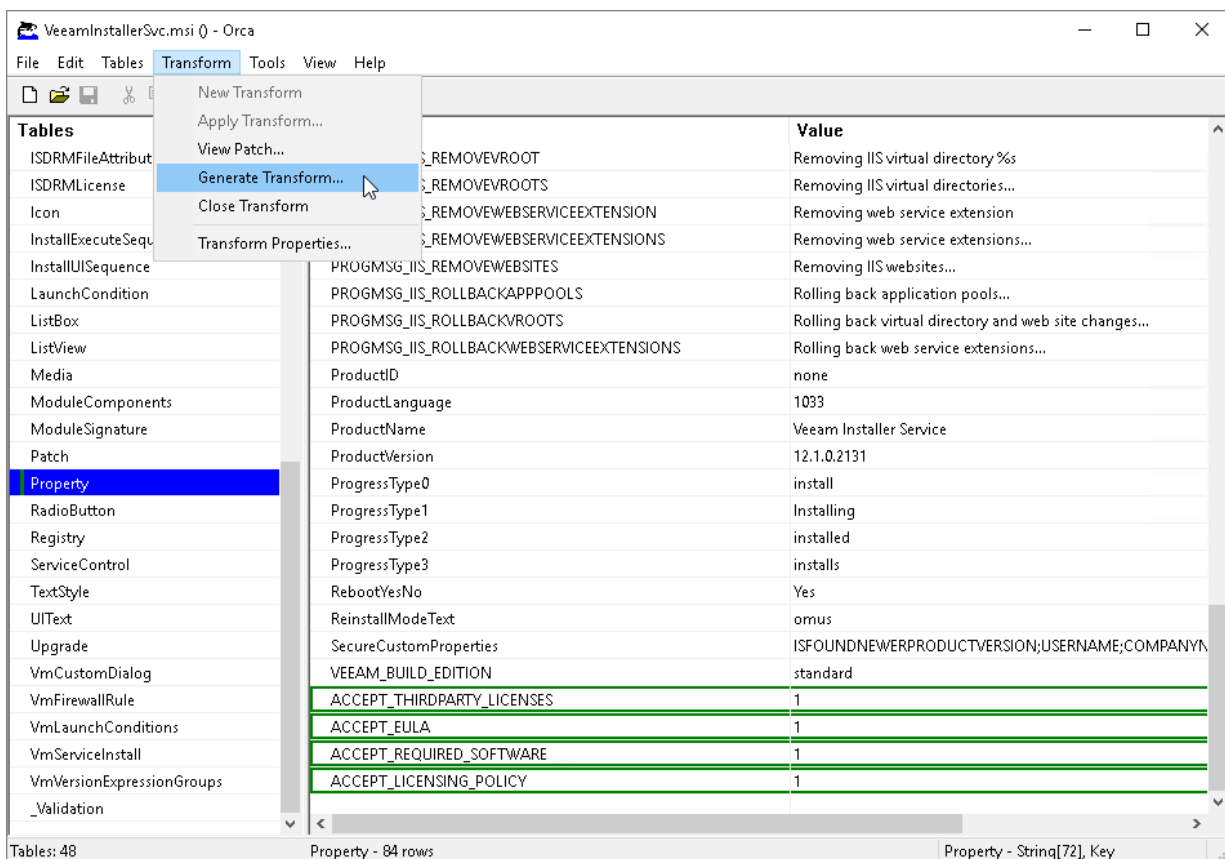 VeeamInstallerSvc.msi () - Orca
File Edit Tables Transform Tools View Help
New Transform
Apply Transform...
View Patch...
Generate Transform...
Close Transform
Transform Properties...
Tables
ISDRMFileAttribut
ISDRMLicense
Icon
InstallExecuteSequ
InstallUISequence
LaunchCondition
ListBox
ListView
Media
ModuleComponents
ModuleSignature
Patch
Property
RadioButton
Registry
ServiceControl
TextStyle
UIText
Upgrade
VmCustomDialog
VmFirewallRule
VmLaunchConditions
VmServiceInstall
VmVersionExpressionGroups
_Validation
Value
S_REMOVEVROOT Removing IIS virtual directory %s
S_REMOVEVROOTS Removing IIS virtual directories...
S_REMOVEWEBSERVICEEXTENSION Removing web service extension
S_REMOVEWEBSERVICEEXTENSIONS Removing web service extensions...
PROGMSG_IIS_REMOVEWEBSITES Removing IIS websites...
PROGMSG_IIS_ROLLBACKAPPPOOLS Rolling back application pools...
PROGMSG_IIS_ROLLBACKVROOTS Rolling back virtual directory and web site changes...
PROGMSG_IIS_ROLLBACKWEBSERVICEEXTENSIONS Rolling back web service extensions...
ProductID none
ProductLanguage 1033
ProductName Veeam Installer Service
ProductVersion 12.1.0.2131
ProgressType0 install
ProgressType1 Installing
ProgressType2 installed
ProgressType3 installs
RebootYesNo Yes
ReinstallModeText omus
SecureCustomProperties ISFOUNDNEWERPRODUCTVERSION;USERNAME;COMPANYN
VEEAM_BUILD_EDITION standard
ACCEPT_THIRDPARTY_LICENSES 1
ACCEPT_EULA 1
ACCEPT_REQUIRED_SOFTWARE 1
ACCEPT_LICENSING_POLICY 1
Tables: 48 Property - 84 rows Property - String[72], Key